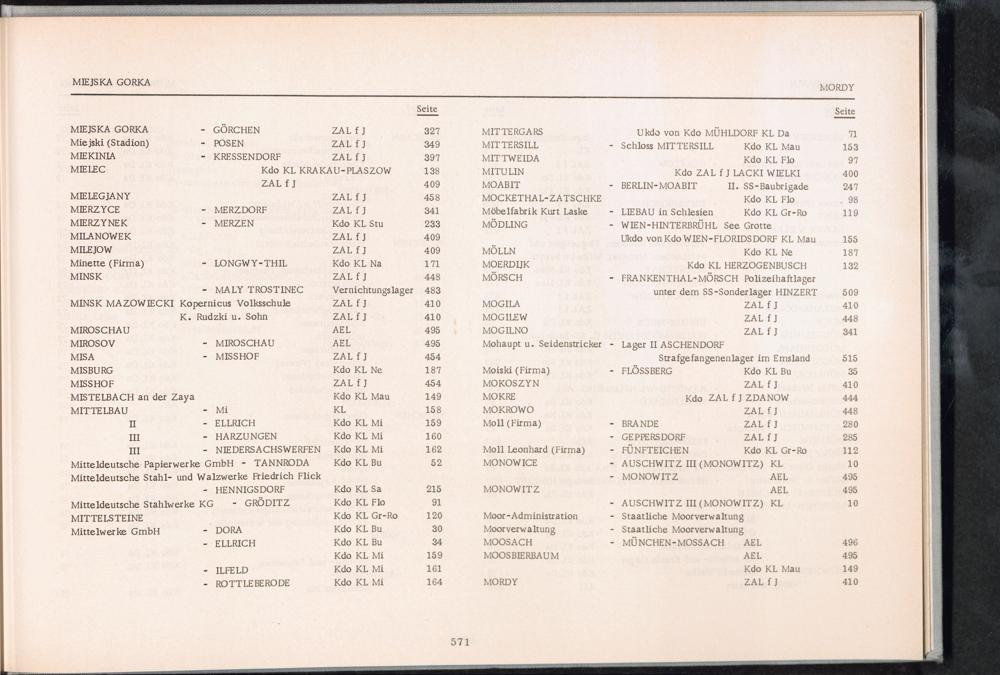 MIEJSKA GORKA
MORDY
Seite
MIEJSKA GORKA - GÖRCHEN ZAL f J 327
Miejski (Stadion) - POSEN ZAL f J 349
MIEKINIA - KRESSENDORF ZAL f J 397
MIELEC Kdo KL KRAKAU-PLASZOW 138
ZAL f J 409
MIELEGJANY ZAL f J 458
MIERZYCE - MERZDORF ZAL f J 341
MIERZYNEK - MERZEN Kdo KL Stu 233
MILANOWEK ZAL f J 409
MILEJOW ZAL f J 409
Minette (Firma) - LONGWY-THIL Kdo KL Na 171
MINSK ZAL f J 448
- MALY TROSTINEC Vernichtungslager 483
MINSK MAZOWIECKI Kopernicus Volksschule ZAL f J 410
K. Rudzki u. Sohn ZAL f J 410
MIROSCHAU AEL 495
MIROSOV - MIROSCHAU AEL 495
MISA - MISSHOF ZAL f J 454
MISBURG Kdo KL Ne 187
MISSHOF ZAL f J 454
MISTELBACH an der Zaya Kdo KL Mau 149
MITTELBAU - Mi KL 158
II - ELLRICH Kdo KL Mi 159
III - HARZUNGEN Kdo KL Mi 160
III - NIEDERSACHSWERFEN Kdo KL Mi 162
Mitteldeutsche Papierwerke GmbH - TANNRODA Kdo KL Bu 52
Mitteldeutsche Stahl- und Walzwerke Friedrich Flick
- HENNIGSDORF Kdo KL Sa 215
Mitteldeutsche Stahlwerke KG - GRÖDITZ Kdo KL Flo 91
MITTELSTEINE Kdo KL Gr-Ro 120
Mittelwerke GmbH - DORA Kdo KL Bu 30
- ELLRICH Kdo KL Bu 34
Kdo KL Mi 159
- ILFELD Kdo KL Mi 161
- ROTTLEBERODE Kdo KL Mi 164
Seite
MITTERGARS Ukdo von Kdo MÜHLDORF KL Da 71
MITTERSILL - Schloss MITTERSILL Kdo KL Mau 153
MITTWEIDA Kdo KL Flo 97
MITULIN Kdo ZAL f J LACKI WIELKI 400
MOABIT - BERLIN-MOABIT II. SS-Baubrigade 247
MOCKETHAL-ZATSCHKE Kdo KL Flo 98
Möbelfabrik Kurt Laske - LIEBAU in Schlesien Kdo KL Gr-Ro 119
MÖDLING - WIEN-HINTERBRÜHL See Grotte
Ukdo von Kdo WIEN-FLORIDSDORF KL Mau 155
MÖLLN Kdo KL Ne 187
MOERDIJK Kdo KL HERZOGENBUSCH 132
MÖRSCH - FRANKENTHAL-MÖRSCH Polizeihaftlager
unter dem SS-Sonderlager HINZERT 509
MOGILA ZAL f J 410
MOGILEW ZAL f J 448
MOGILNO ZAL f J 341
Mohaupt u. Seidenstricker - Lager II ASCHENDORF
Strafgefangenenlager im Emsland 515
Moiski (Firma) - FLÖSSBERG Kdo KL Bu 35
MOKOSZYN ZAL f J 410
MOKRE Kdo ZAL f J ZDANOW 444
MOKROWO ZAL f J 448
Moll (Firma) - BRANDE ZAL f J 280
- GEPPERSDORF ZAL f J 285
Moll Leonhard (Firma) - FÜNFTEICHEN Kdo KL Gr-Ro 112
MONOWICE - AUSCHWITZ III (MONOWITZ) KL 10
- MONOWITZ AEL 495
MONOWITZ AEL 495
- AUSCHWITZ III (MONOWITZ) KL 10
Moor-Administration - Staatliche Moorverwaltung
Moorverwaltung - Staatliche Moorverwaltung
MOOSACH - MÜNCHEN-MOSSACH AEL 496
MOOSBIERBAUM AEL 495
Kdo KL Mau 149
MORDY ZAL f J 410
571